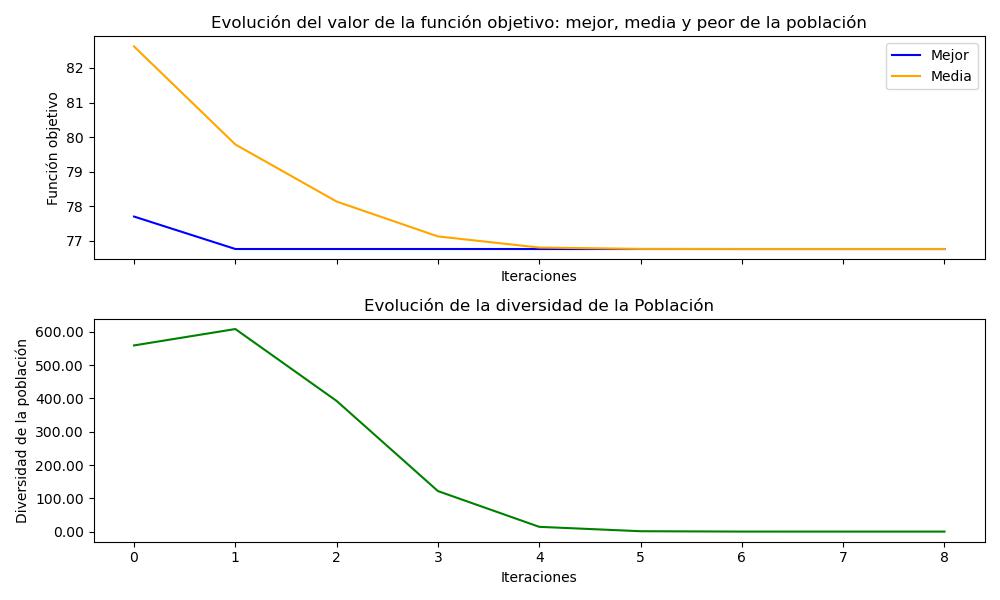 Evolución del valor de la función objetivo: mejor, media y peor de la población
Función objetivo
82
81
80
79
78
77
Mejor
Media
Iteraciones
Evolución de la diversidad de la Población
Diversidad de la población
600.00
500.00
400.00
300.00
200.00
100.00
0.00
0 1 2 3 4 5 6 7 8
Iteraciones